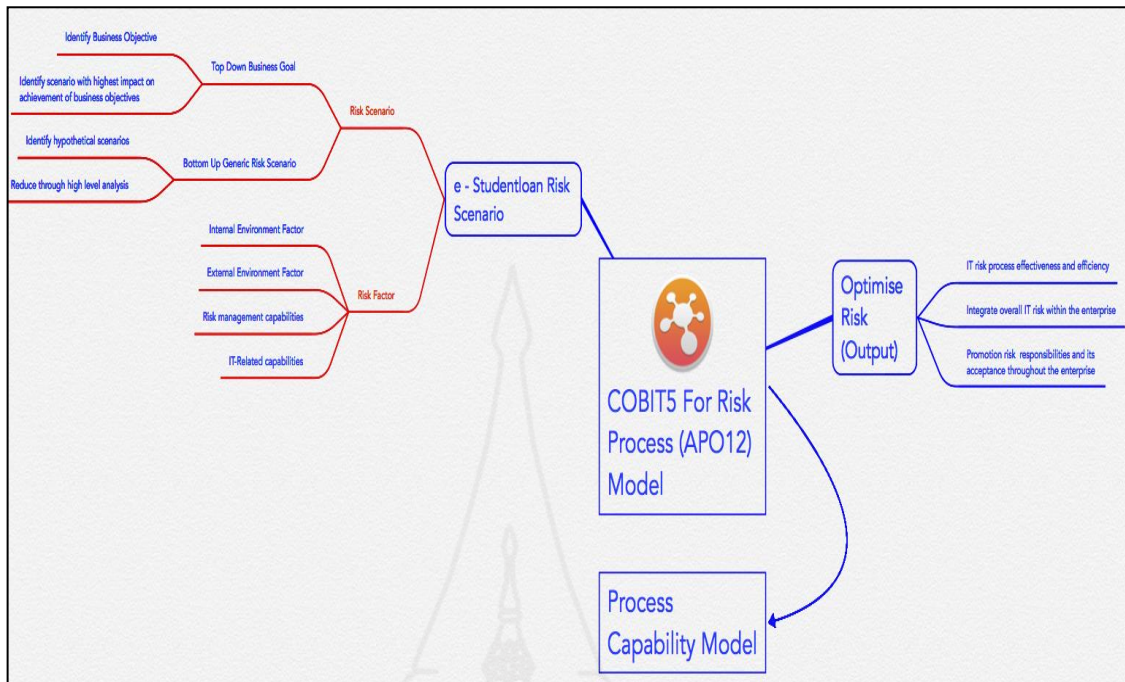 Identify Business Objective
Top Down Business Goal
Identify scenario with highest impact on
achievement of business objectives
Risk Scenario
Identify hypothetical scenarios
Bottom Up Generic Risk Scenario
Reduce through high level analysis
e - Studentloan Risk
Scenario
Internal Environment Factor
External Environment Factor
Risk Factor
Risk management capabilities
IT-Related capabilities
COBIT5 For Risk
Process (APO12)
Model
Optimise
Risk
(Output)
IT risk process effectiveness and efficiency
Integrate overall IT risk within the enterprise
Promotion risk responsibilities and its
acceptance throughout the enterprise
Process
Capability Model